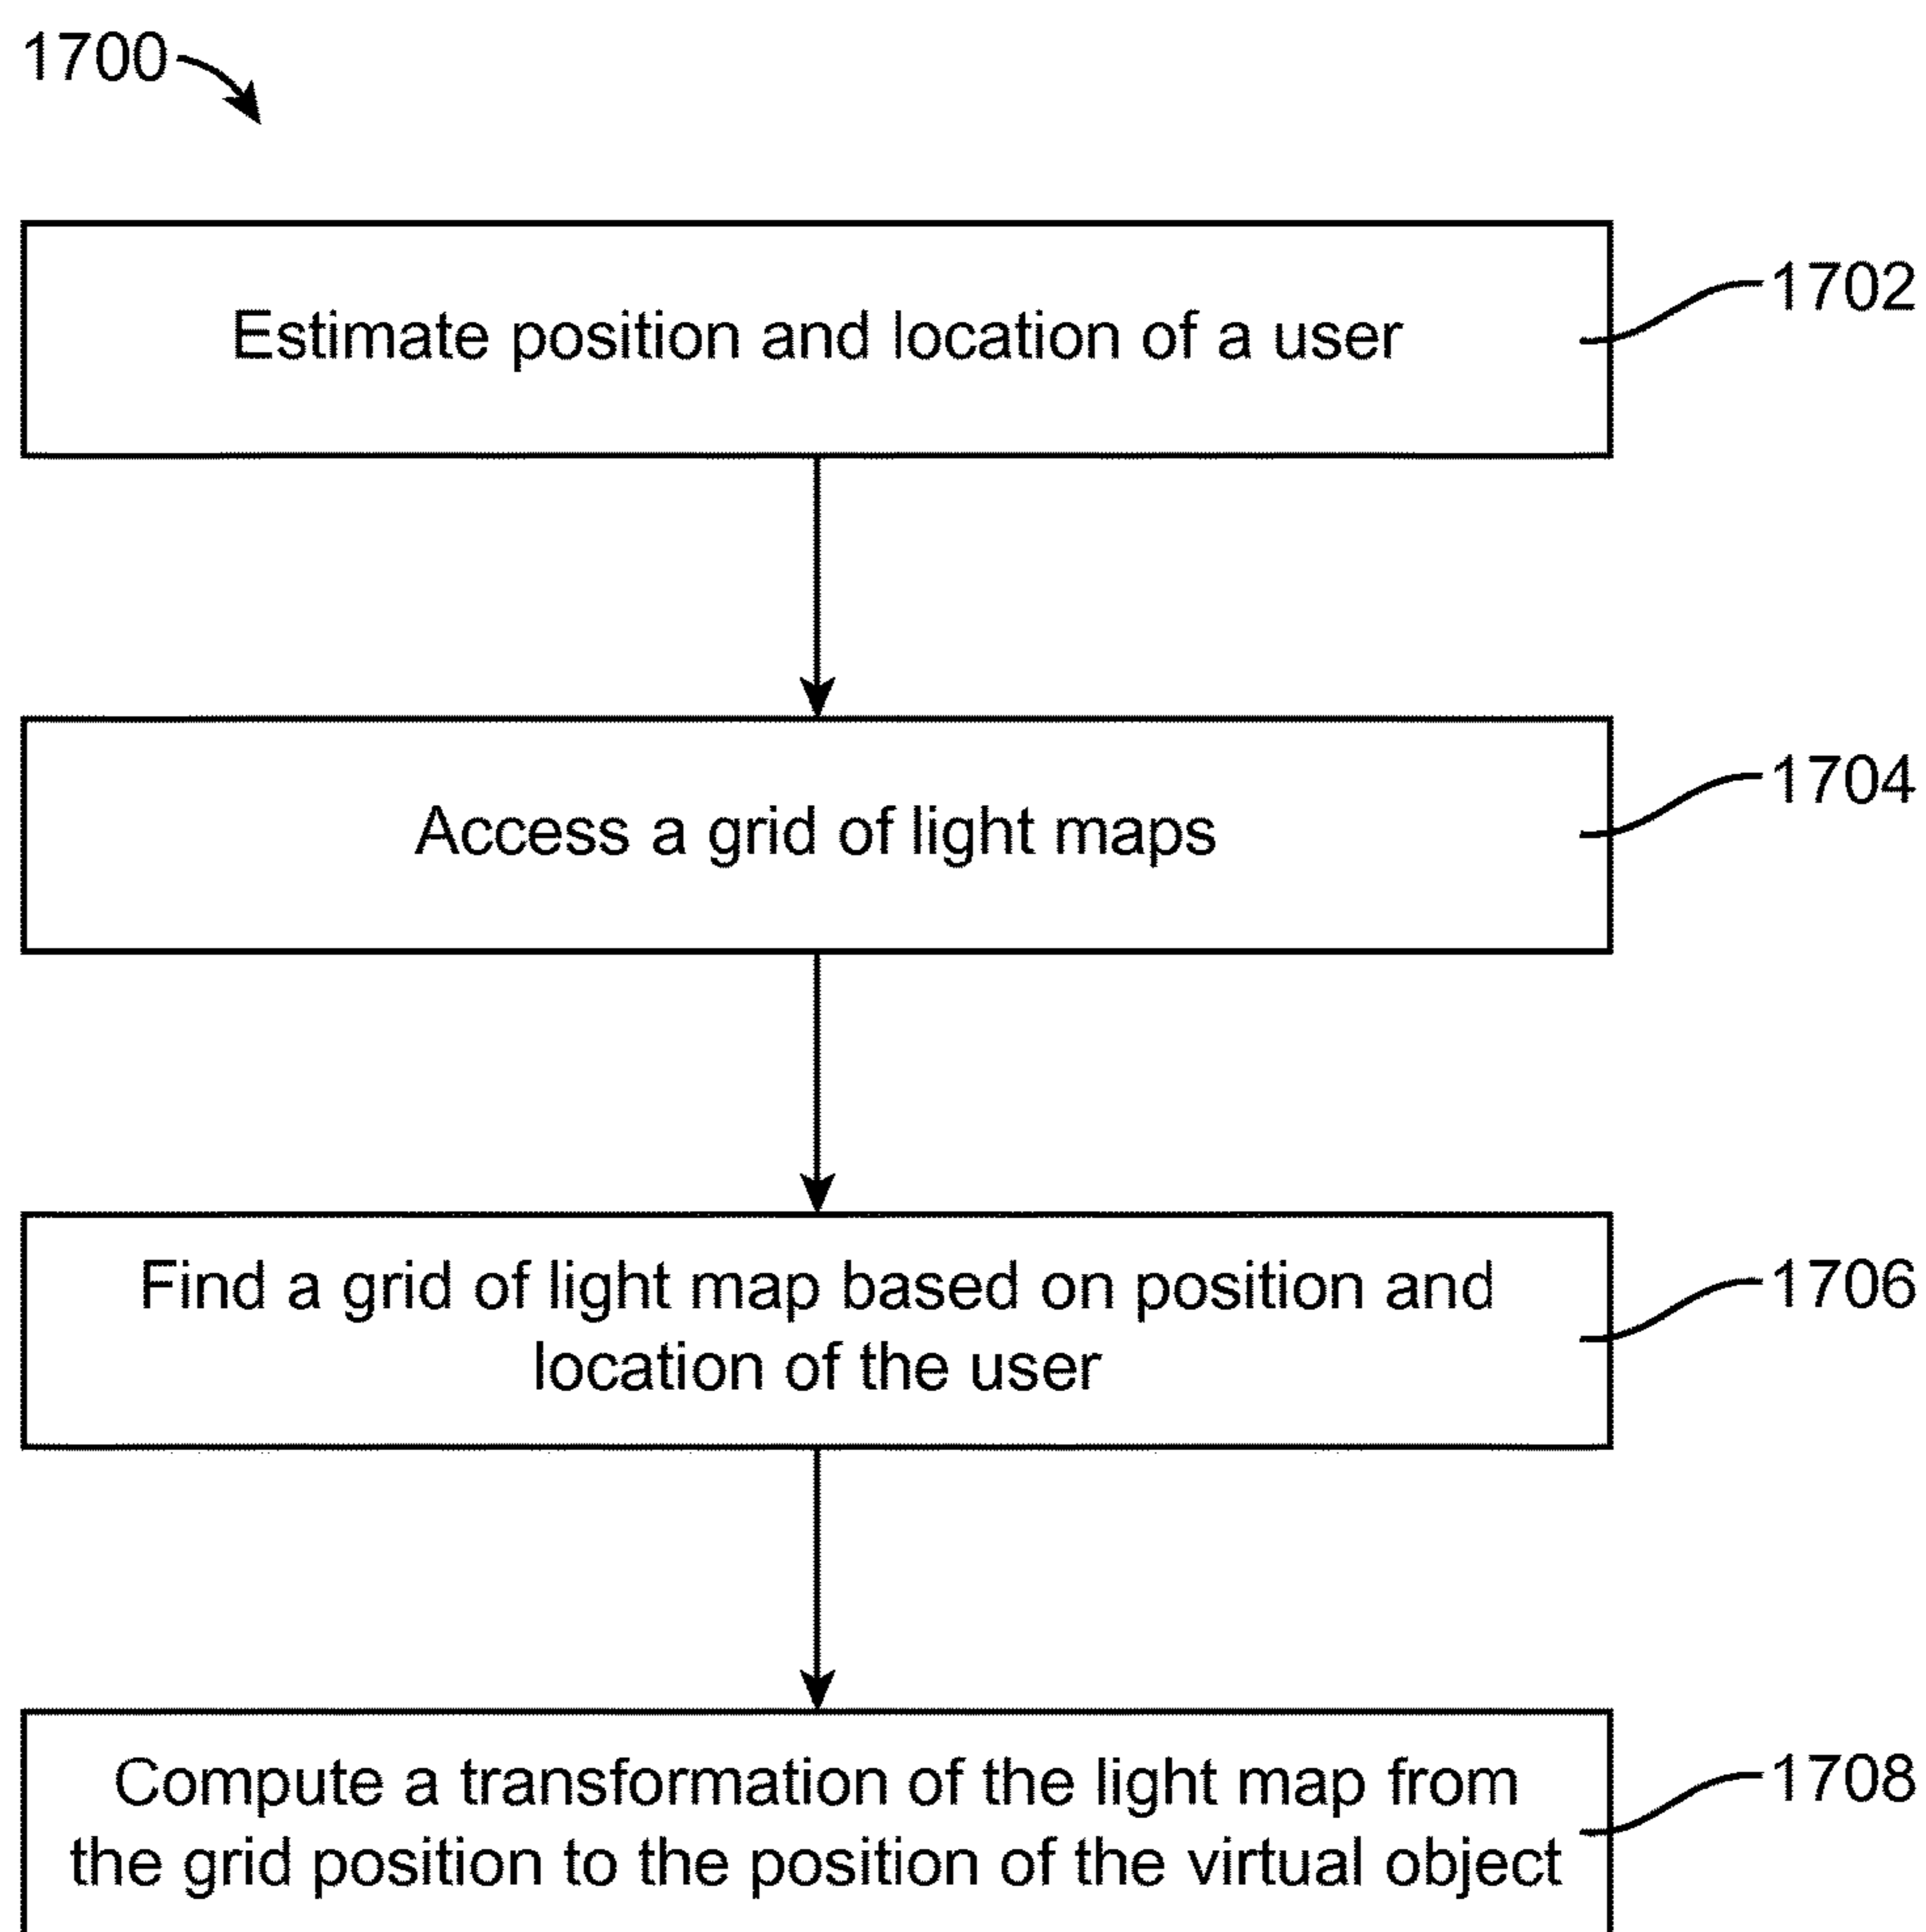 1700
Estimate position and location of a user
1702
Access a grid of light maps
1704
Find a grid of light map based on position and
location of the user
1706
Compute a transformation of the light map from
the grid position to the position of the virtual object
1708